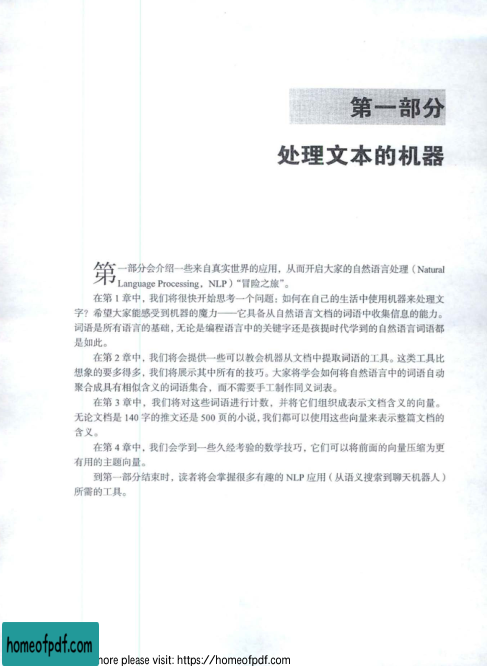 第一部分
处理文本的机器
第一部分会介绍一些来自真实世界的应用，从而开启大家的自然语言处理（Natural
Language Processing，NLP）“冒险之旅”。
在第 1 章中，我们将很快开始思考一个问题：如何在自己的生活中使用机器来处理文
字？希望大家能感受到机器的魔力——它具备从自然语言文档的词语中收集信息的能力。
词语是所有语言的基础，无论是编程语言中的关键字还是孩提时代学到的自然语言词语都
是如此。
在第 2 章中，我们将会提供一些可以教会机器从文档中提取词语的工具。这类工具比
想象的要多得多，我们将展示其中所有的技巧。大家将学会如何将自然语言中的词语自动
聚合成具有相似含义的词语集合，而不需要手工制作同义词表。
在第 3 章中，我们将对这些词语进行计数，并将它们组织成表示文档含义的向量。
无论文档是 140 字的推文还是 500 页的小说，我们都可以使用这些向量来表示整篇文档的
含义。
在第 4 章中，我们会学到一些久经考验的数学技巧，它们可以将前面的向量压缩为更
有用的主题向量。
到第一部分结束时，读者将会掌握很多有趣的 NLP 应用（从语义搜索到聊天机器人）
所需的工具。
homeofpdf.com
more please visit: https://homeofpdf.com